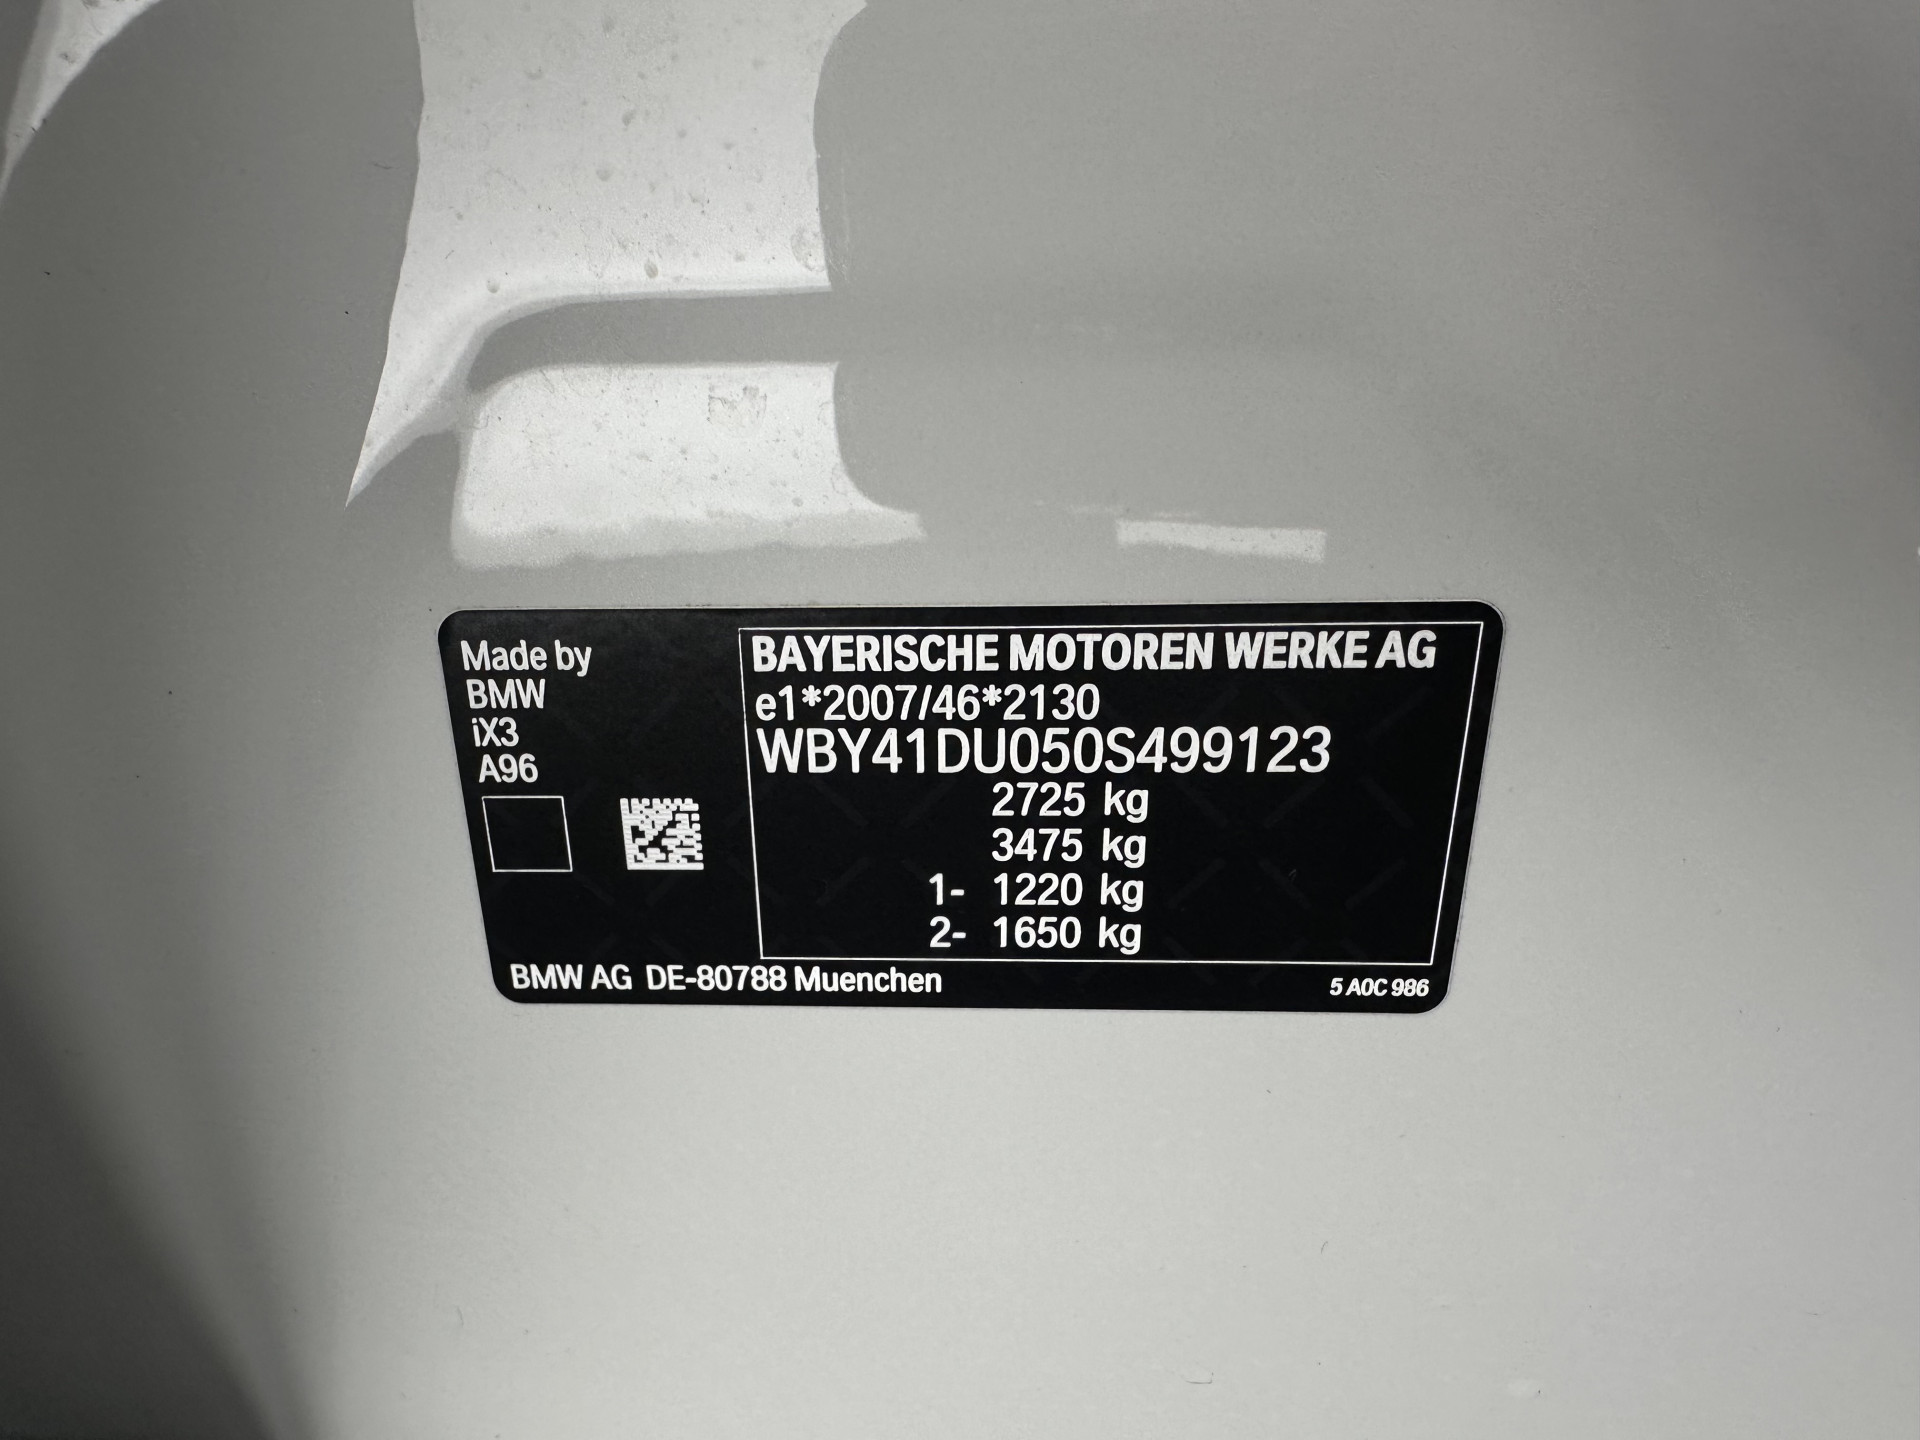 Made by
BMW
iX3
A96
BAYERISCHE MOTOREN WERKE AG
e1*2007/46*2130
WBY41DU050S499123
2725 kg
3475 kg
1- 1220 kg
2- 1650 kg
BMW AG DE-80788 Muenchen
5 A0C 986